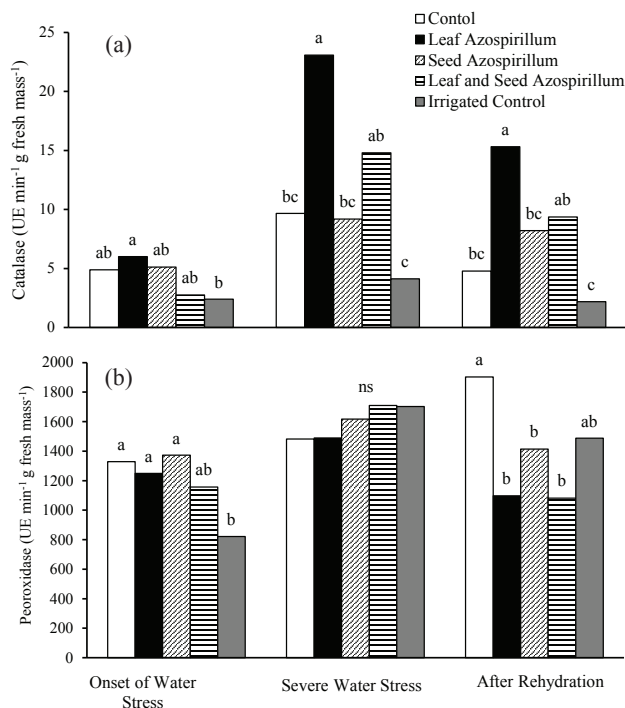 (a)
Contol
Leaf Azospirillum
Seed Azospirillum
Leaf and Seed Azospirillum
Irrigated Control
Catalase (UE min⁻¹ g fresh mass⁻¹)
25
20
15
10
5
0
ab a ab ab b
bc a bc ab c
bc a bc ab c
(b)
Peoroxidase (UE min⁻¹ g fresh mass⁻¹)
2000
1800
1600
1400
1200
1000
800
600
400
200
0
a a a ab b
ns
a b b b ab
Onset of Water
Stress
Severe Water Stress
After Rehydration